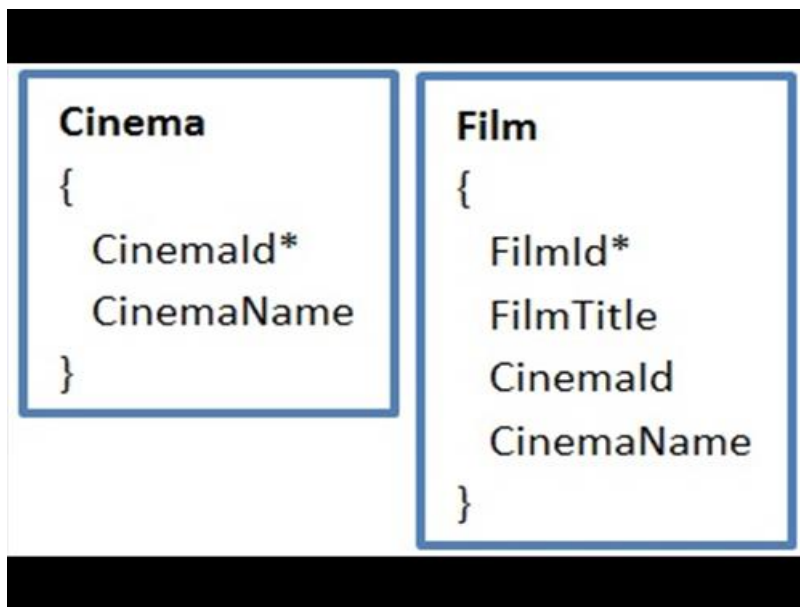 Cinema
{
CinemaId*
CinemaName
}
Film
{
FilmId*
FilmTitle
CinemaId
CinemaName
}